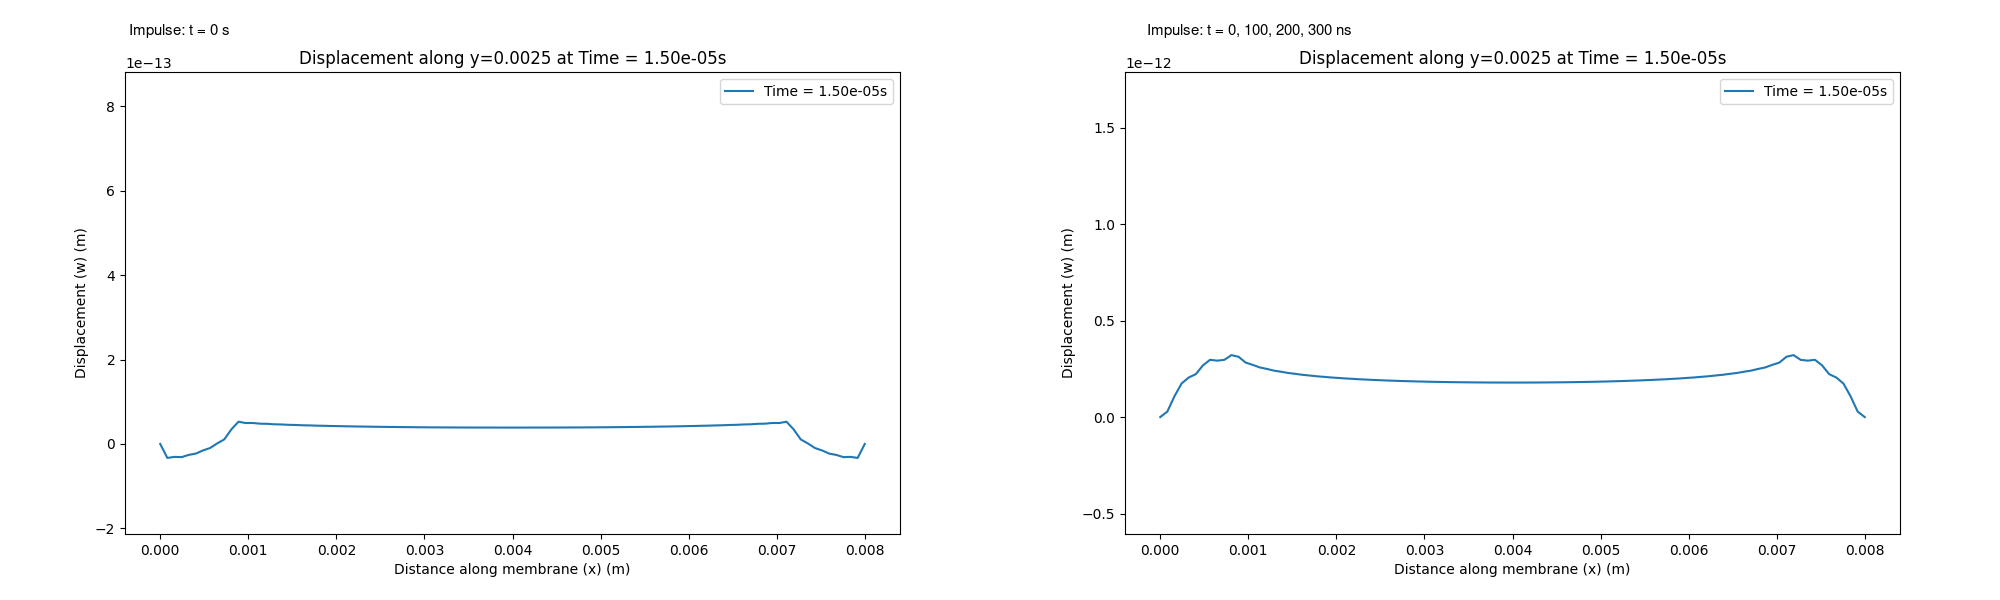 Impulse: t = 0 s
Displacement along y=0.0025 at Time = 1.50e-05s
1e−13
Time = 1.50e-05s
8
6
4
2
0
−2
Displacement (w) (m)
0.000 0.001 0.002 0.003 0.004 0.005 0.006 0.007 0.008
Distance along membrane (x) (m)
Impulse: t = 0, 100, 200, 300 ns
Displacement along y=0.0025 at Time = 1.50e-05s
1e−12
Time = 1.50e-05s
1.5
1.0
0.5
0.0
−0.5
Displacement (w) (m)
0.000 0.001 0.002 0.003 0.004 0.005 0.006 0.007 0.008
Distance along membrane (x) (m)